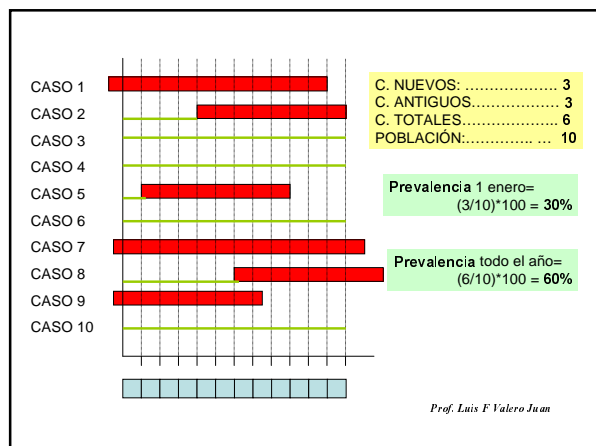 CASO 1
CASO 2
CASO 3
CASO 4
CASO 5
CASO 6
CASO 7
CASO 8
CASO 9
CASO 10
C. NUEVOS: ……………….. 3
C. ANTIGUOS……………… 3
C. TOTALES………………. 6
POBLACIÓN:………….. … 10
Prevalencia 1 enero=
(3/10)*100 = 30%
Prevalencia todo el año=
(6/10)*100 = 60%
Prof. Luis F Valero Juan